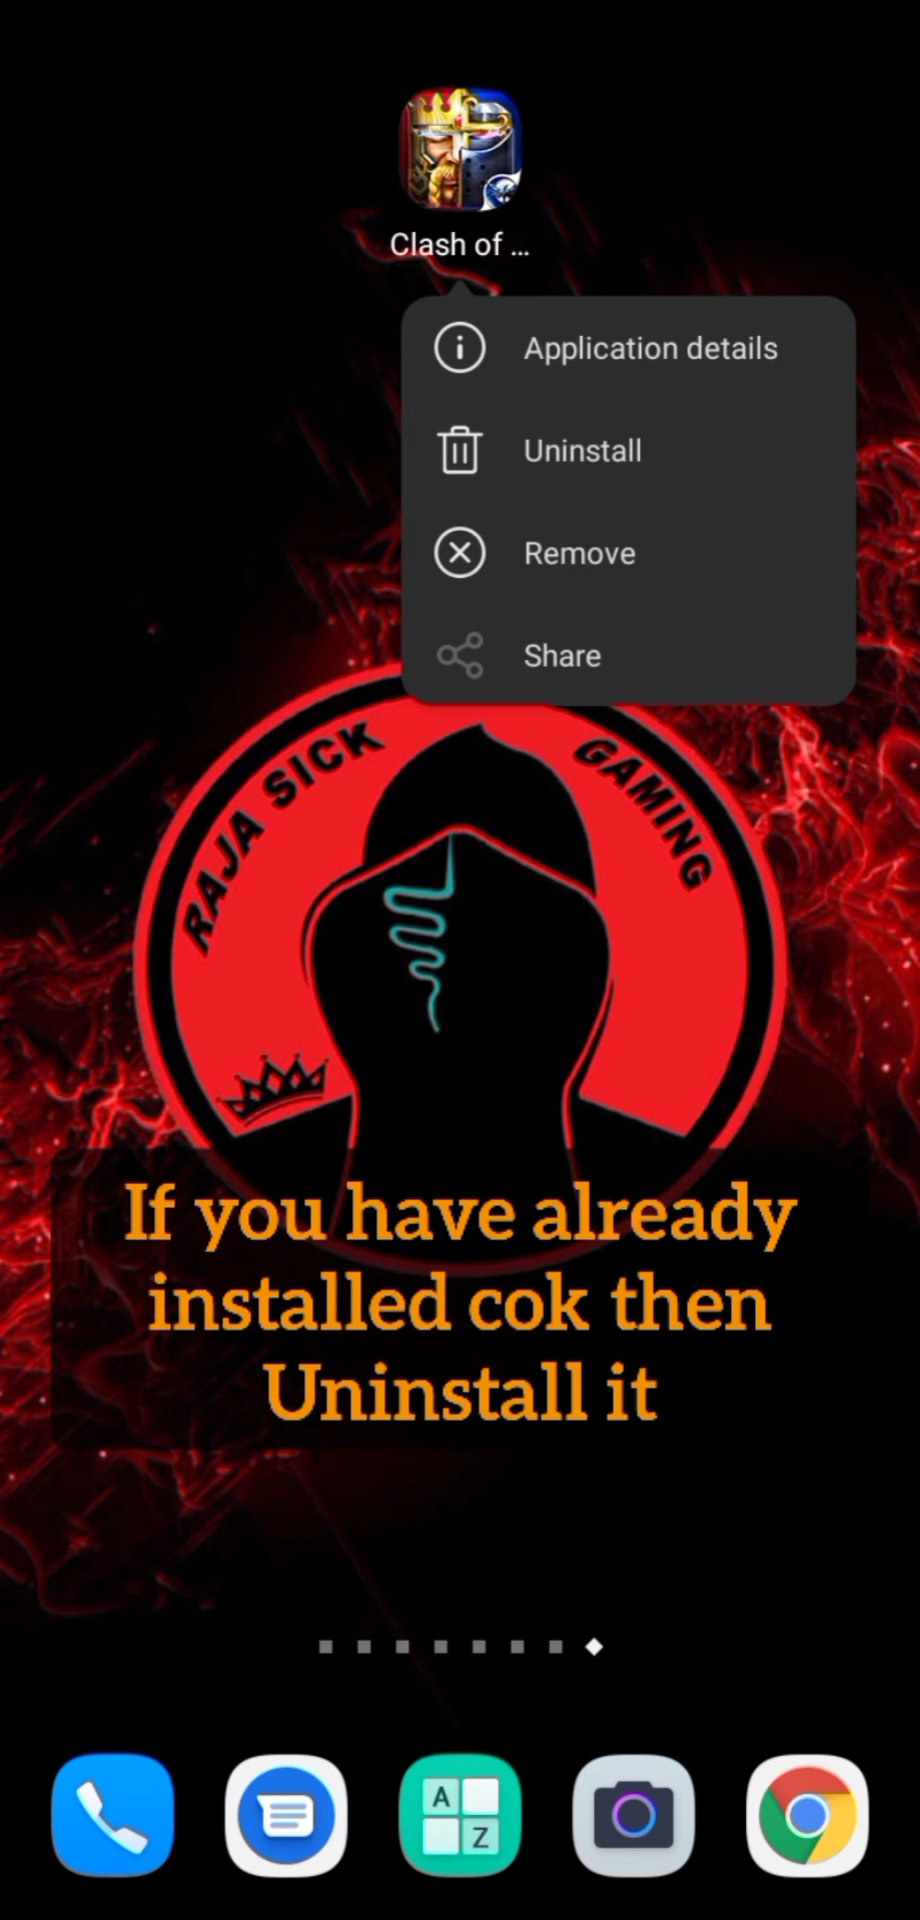 Clash of ...
Application details
Uninstall
Remove
Share
RAJA SICK GAMING
If you have already
installed cok then
Uninstall it
A
Z